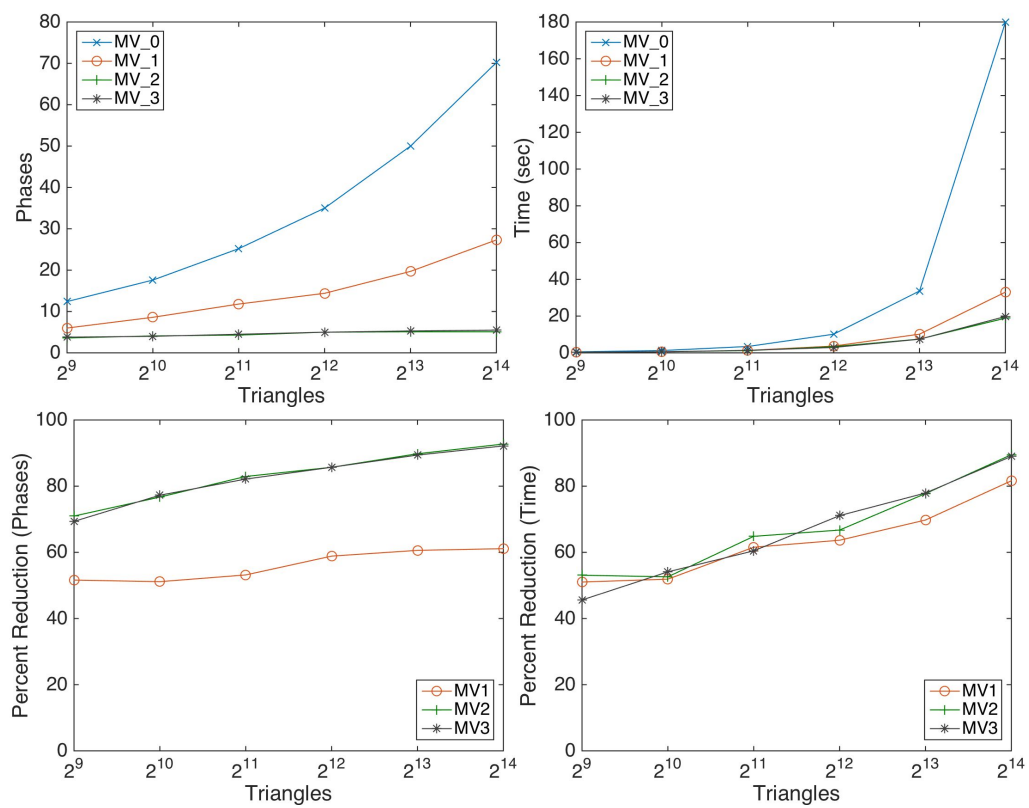 80
70
60
50
40
30
20
10
0
Phases
MV_0
MV_1
MV_2
MV_3
2^9 2^10 2^11 2^12 2^13 2^14
Triangles
180
160
140
120
100
80
60
40
20
0
Time (sec)
MV_0
MV_1
MV_2
MV_3
2^9 2^10 2^11 2^12 2^13 2^14
Triangles
100
80
60
40
20
0
Percent Reduction (Phases)
MV1
MV2
MV3
2^9 2^10 2^11 2^12 2^13 2^14
Triangles
100
80
60
40
20
0
Percent Reduction (Time)
MV1
MV2
MV3
2^9 2^10 2^11 2^12 2^13 2^14
Triangles